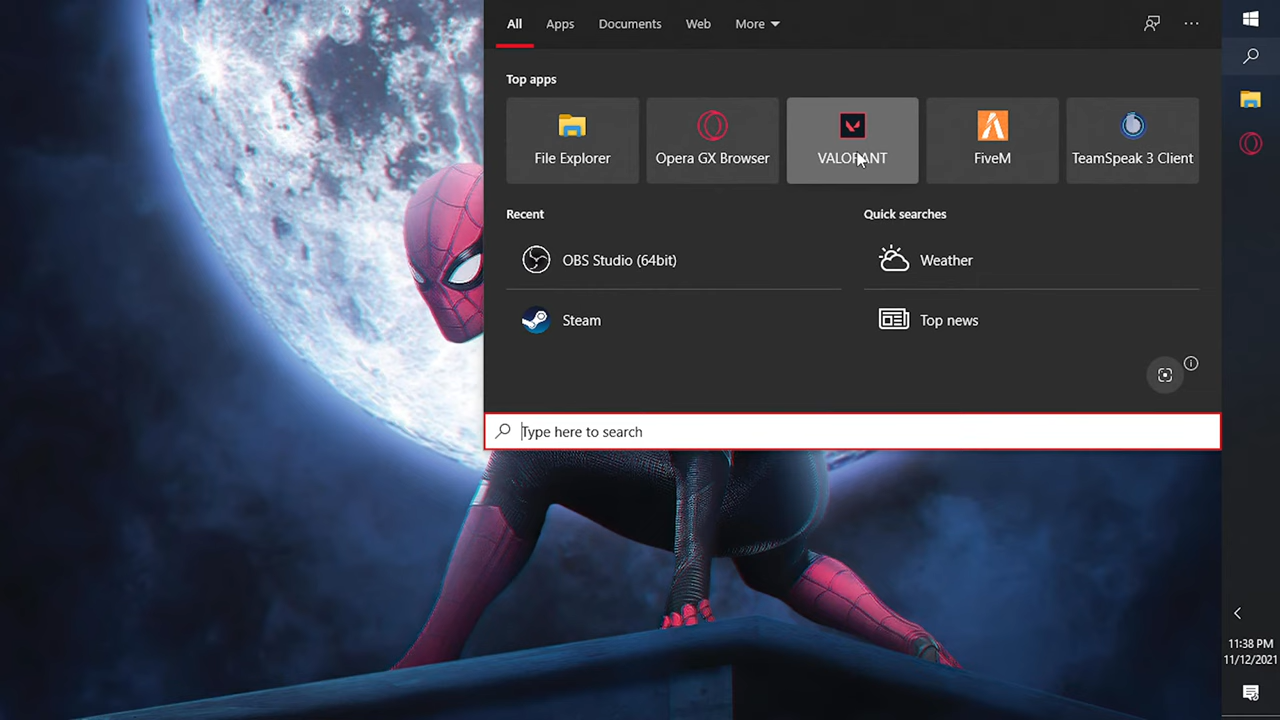 All Apps Documents Web More
Top apps
File Explorer Opera GX Browser VALORANT FiveM TeamSpeak 3 Client
Recent Quick searches
OBS Studio (64bit) Weather
Steam Top news
Type here to search
11:38 PM
11/12/2021